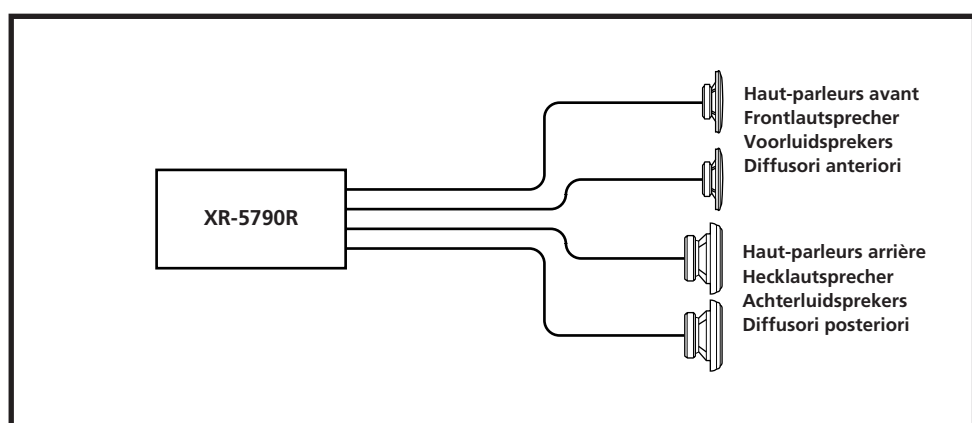 XR-5790R
Haut-parleurs avant
Frontlautsprecher
Voorluidsprekers
Diffusori anteriori
Haut-parleurs arrière
Hecklautsprecher
Achterluidsprekers
Diffusori posteriori